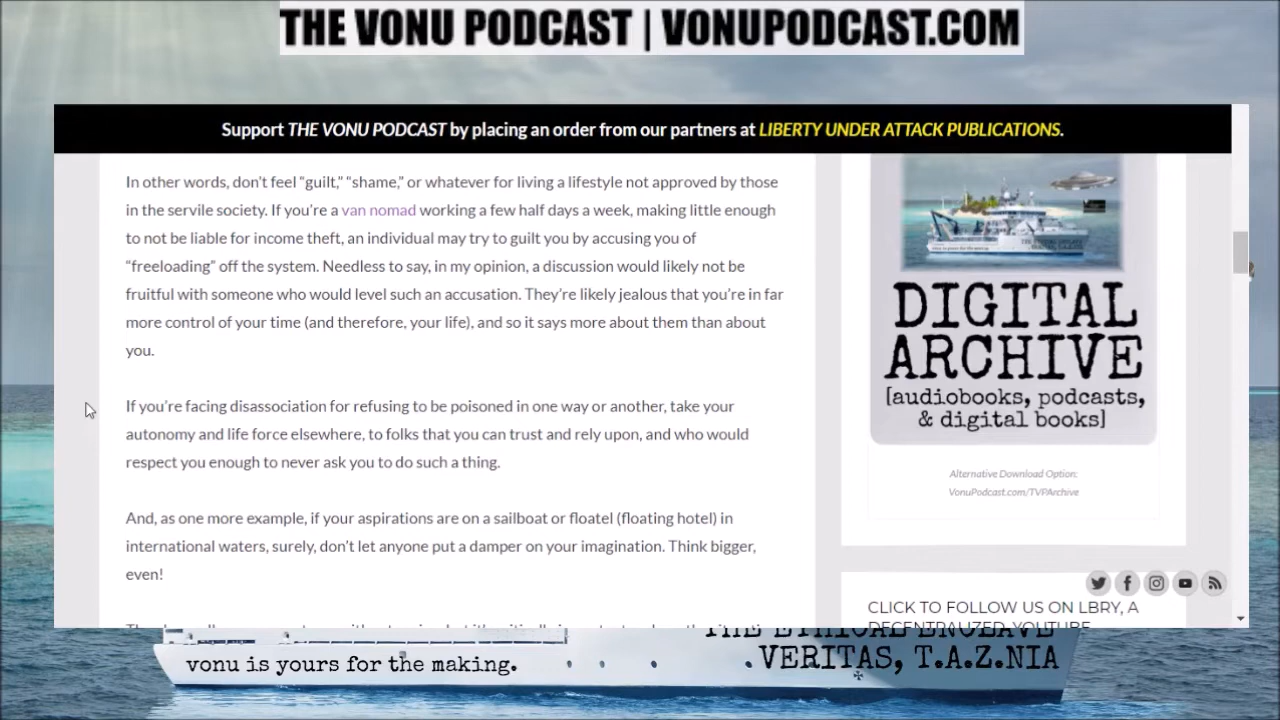 THE VONU PODCAST | VONUPODCAST.COM
Support THE VONU PODCAST by placing an order from our partners at LIBERTY UNDER ATTACK PUBLICATIONS.
In other words, don't feel “guilt,” “shame,” or whatever for living a lifestyle not approved by those
in the servile society. If you're a van nomad working a few half days a week, making little enough
to not be liable for income theft, an individual may try to guilt you by accusing you of
“freeloading” off the system. Needless to say, in my opinion, a discussion would likely not be
fruitful with someone who would level such an accusation. They're likely jealous that you're in far
more control of your time (and therefore, your life), and so it says more about them than about
you.
If you're facing disassociation for refusing to be poisoned in one way or another, take your
autonomy and life force elsewhere, to folks that you can trust and rely upon, and who would
respect you enough to never ask you to do such a thing.
And, as one more example, if your aspirations are on a sailboat or floatel (floating hotel) in
international waters, surely, don't let anyone put a damper on your imagination. Think bigger,
even!
DIGITAL
ARCHIVE
[audiobooks, podcasts,
& digital books]
Alternative Download Option:
VonuPodcast.com/TVPArchive
CLICK TO FOLLOW US ON LBRY, A
DECENTRALIZED YOUTUBE
THE ETHICAL ENCLAVE
VERITAS, T.A.Z.NIA
vonu is yours for the making.